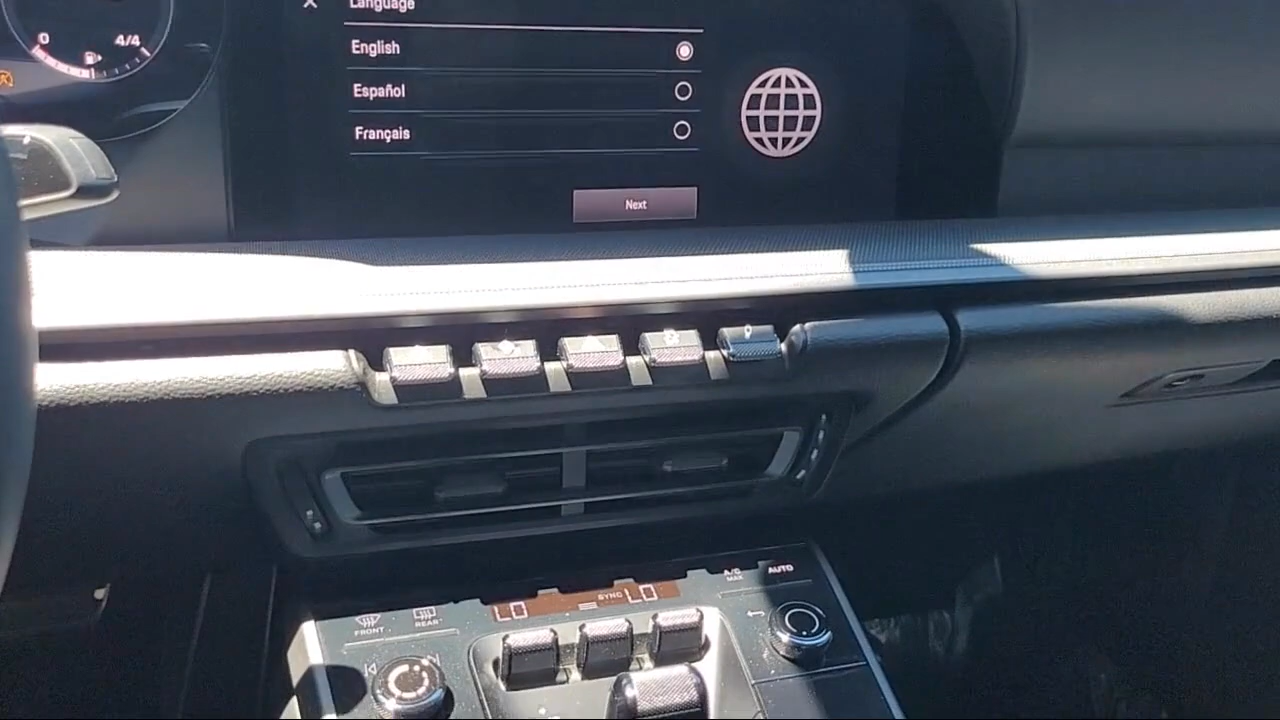 Language
0 4/4
English
Español
Français
Next
A/C
MAX
AUTO
LO SYNC LO
FRONT
REAR